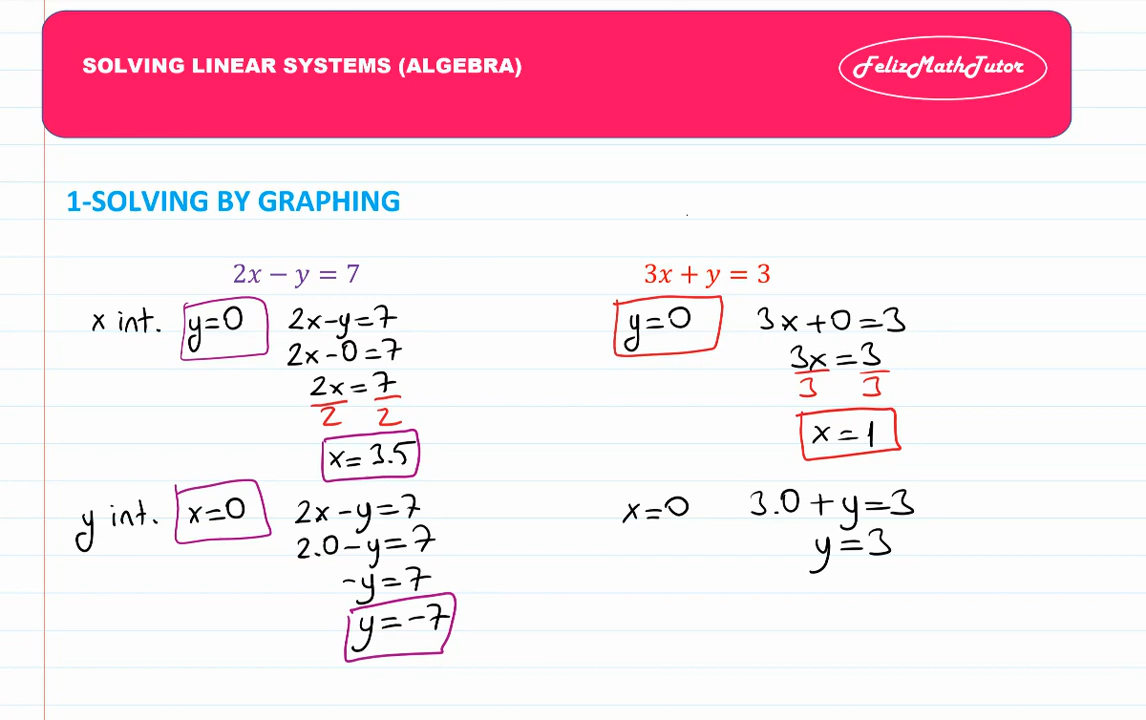 SOLVING LINEAR SYSTEMS (ALGEBRA)
FelizMathTutor
1-SOLVING BY GRAPHING
2x − y = 7
x int. y=0 2x-y=7
2x-0=7
2x=7
2 2
x=3.5
y int. x=0 2x-y=7
2.0-y=7
-y=7
y=-7
3x + y = 3
y=0 3x+0=3
3x=3
3 3
x=1
x=0 3.0+y=3
y=3